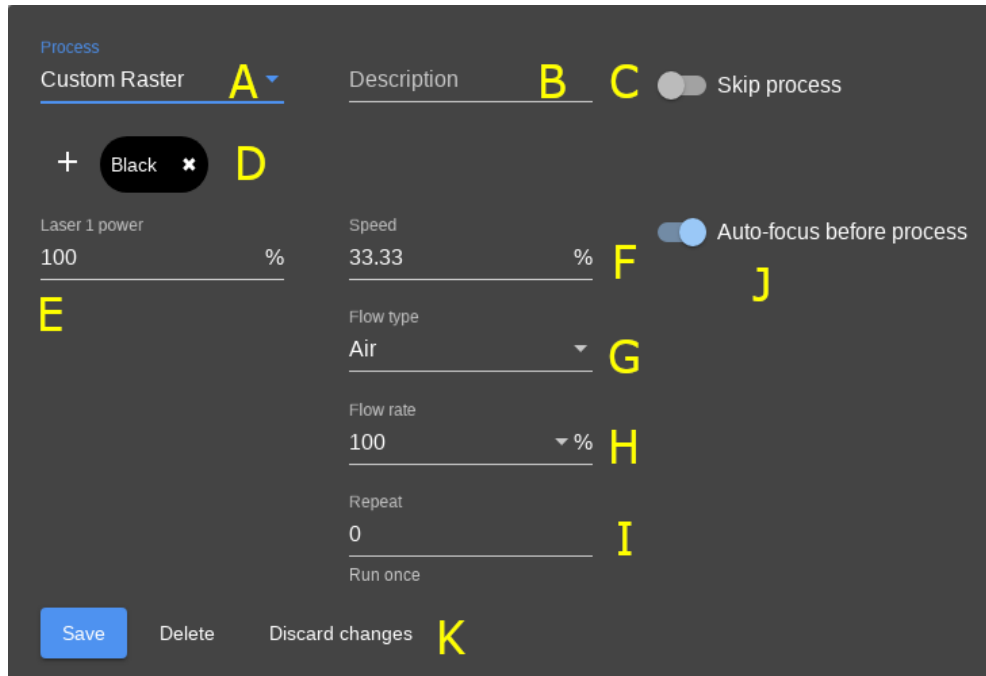 Process
Custom Raster A Description B C Skip process
+ Black ✖ D
Laser 1 power Speed Auto-focus before process
100 % 33.33 % F J
E
Flow type
Air G
Flow rate
100 % H
Repeat
0 I
Run once
Save Delete Discard changes K